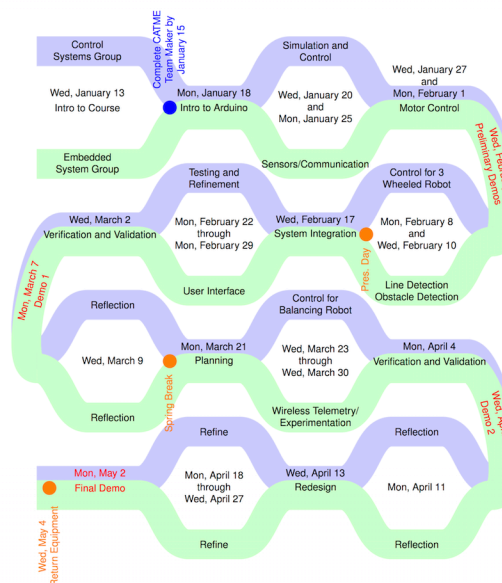 Control
Systems Group
Complete CATME
Team Maker by
January 15
Simulation and
Control
Wed, January 13
Intro to Course
Mon, January 18
Intro to Arduino
Wed, January 20
and
Mon, January 25
Wed, January 27
and
Mon, February 1
Motor Control
Embedded
System Group
Sensors/Communication
Wed,
Preliminary Demos
Testing and
Refinement
Control for 3
Wheeled Robot
Wed, March 2
Verification and Validation
Mon, February 22
through
Mon, February 29
Wed, February 17
System Integration
Mon, February 8
and
Wed, February 10
Pres. Day
User Interface
Line Detection
Obstacle Detection
Mon, March 7
Demo 1
Reflection
Control for
Balancing Robot
Wed, March 9
Mon, March 21
Planning
Wed, March 23
through
Wed, March 30
Mon, April 4
Verification and Validation
Spring Break
Reflection
Wireless Telemetry/
Experimentation
Wed,
Demo 2
Refine
Reflection
Mon, May 2
Final Demo
Mon, April 18
through
Wed, April 27
Wed, April 13
Redesign
Mon, April 11
Wed, May 4
Return Equipment
Refine
Reflection